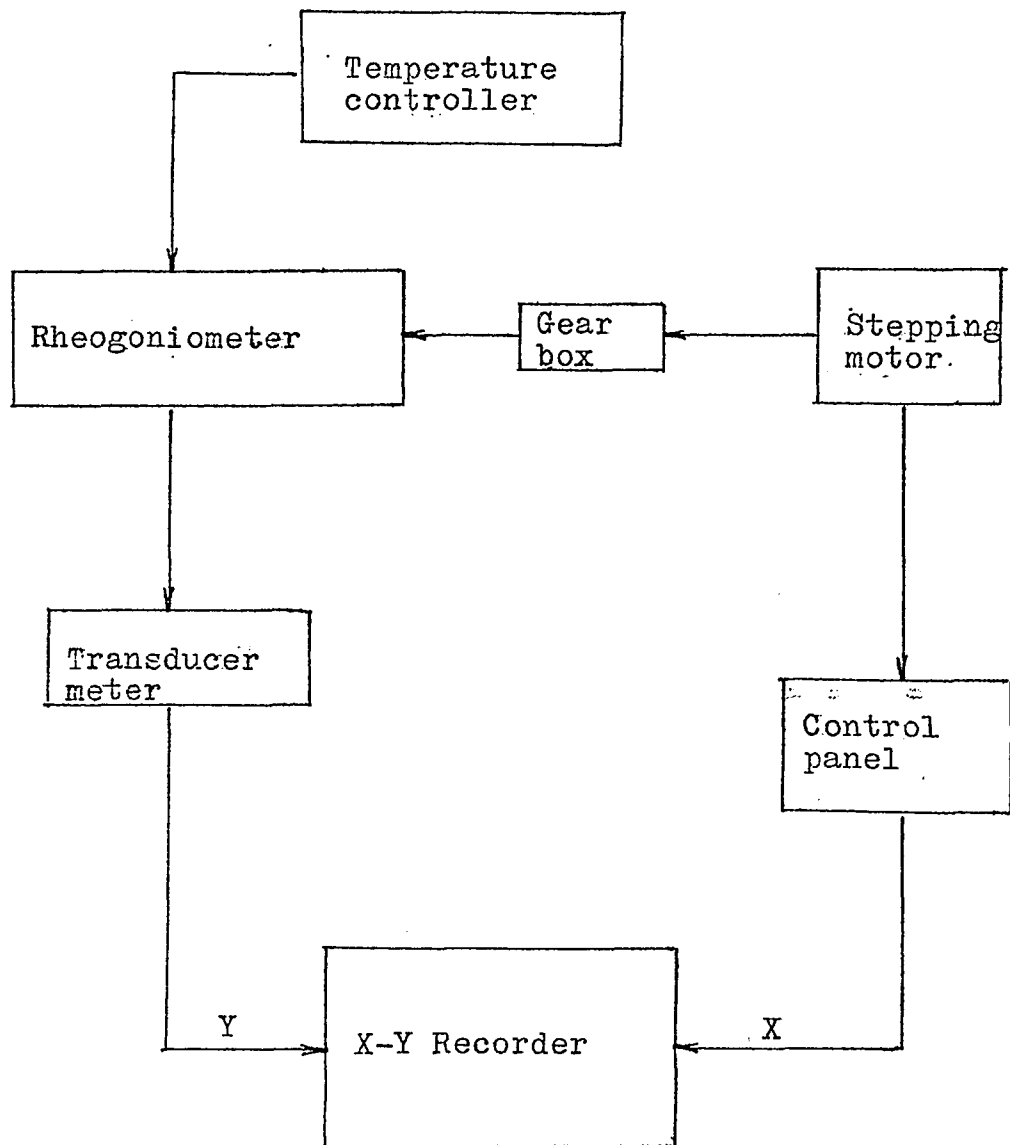 Temperature
controller
Rheogoniometer
Gear
box
Stepping
motor
Transducer
meter
Control
panel
Y
X-Y Recorder
X